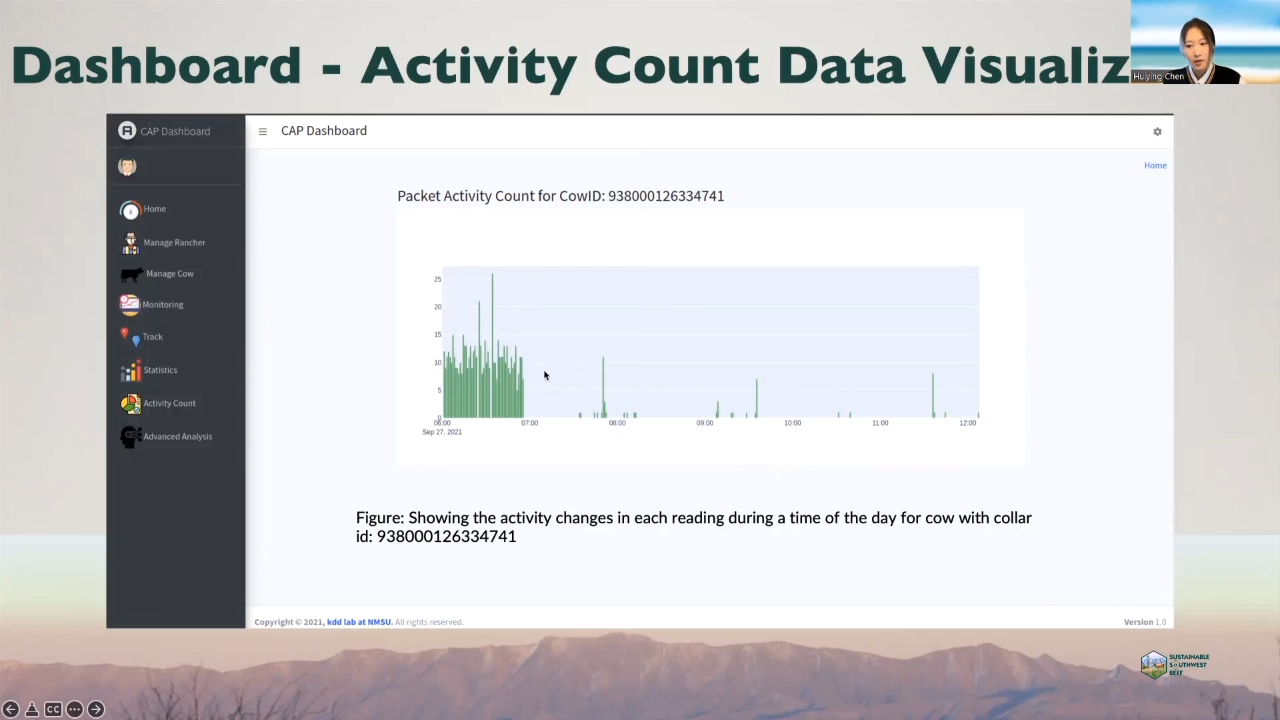 Dashboard - Activity Count Data Visualiz
Huiying Chen
CAP Dashboard
CAP Dashboard
Home
Home
Manage Rancher
Manage Cow
Monitoring
Track
Statistics
Activity Count
Advanced Analysis
Packet Activity Count for CowID: 938000126334741
25
20
15
10
5
0
06:00
07:00
08:00
09:00
10:00
11:00
12:00
Sep 27, 2021
Figure: Showing the activity changes in each reading during a time of the day for cow with collar
id: 938000126334741
Copyright © 2021, kdd lab at NMSU. All rights reserved.
Version 1.0
SUSTAINABLE
SOUTHWEST
BEEF
CC